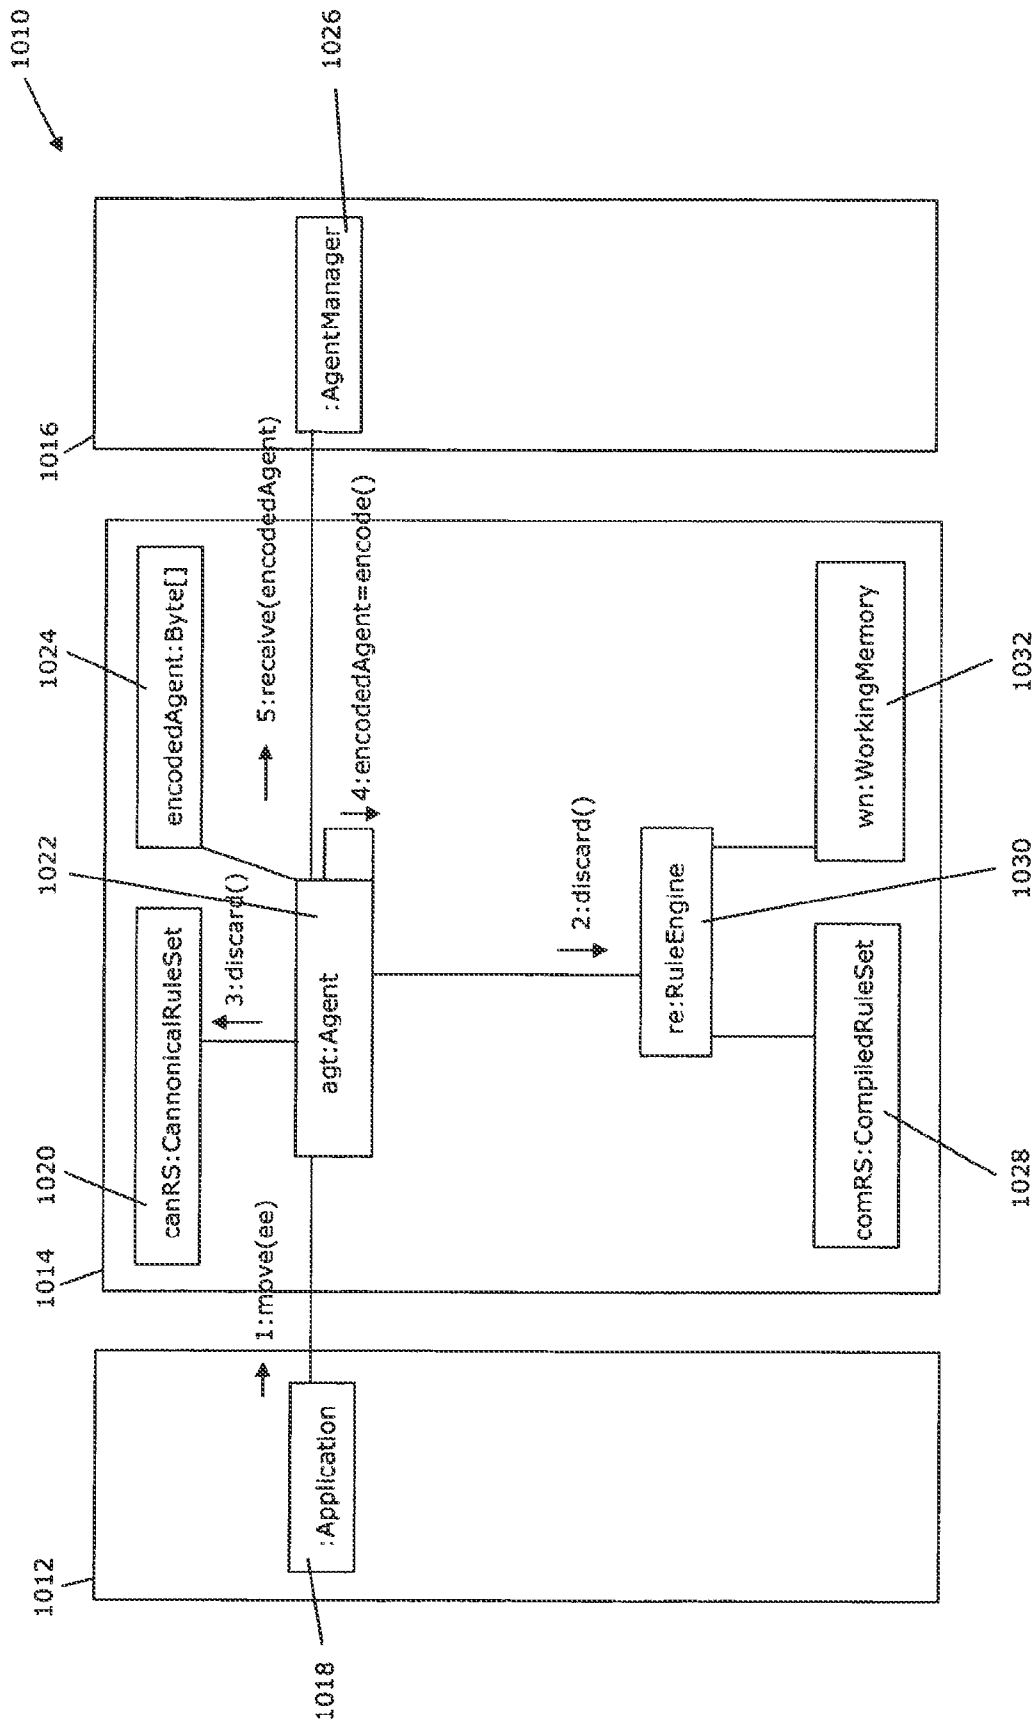 1010
1012
1014
1020
1022
1024
1016
canRS:CannonicalRuleSet
encodedAgent:Byte[]
3:discard()
1:move(ee)
5:receive(encodedAgent)
1018
:Application
agt:Agent
:AgentManager
1026
4:encodedAgent=encode()
2:discard()
re:RuleEngine
comRS:CompiledRuleSet
wn:WorkingMemory
1028
1030
1032